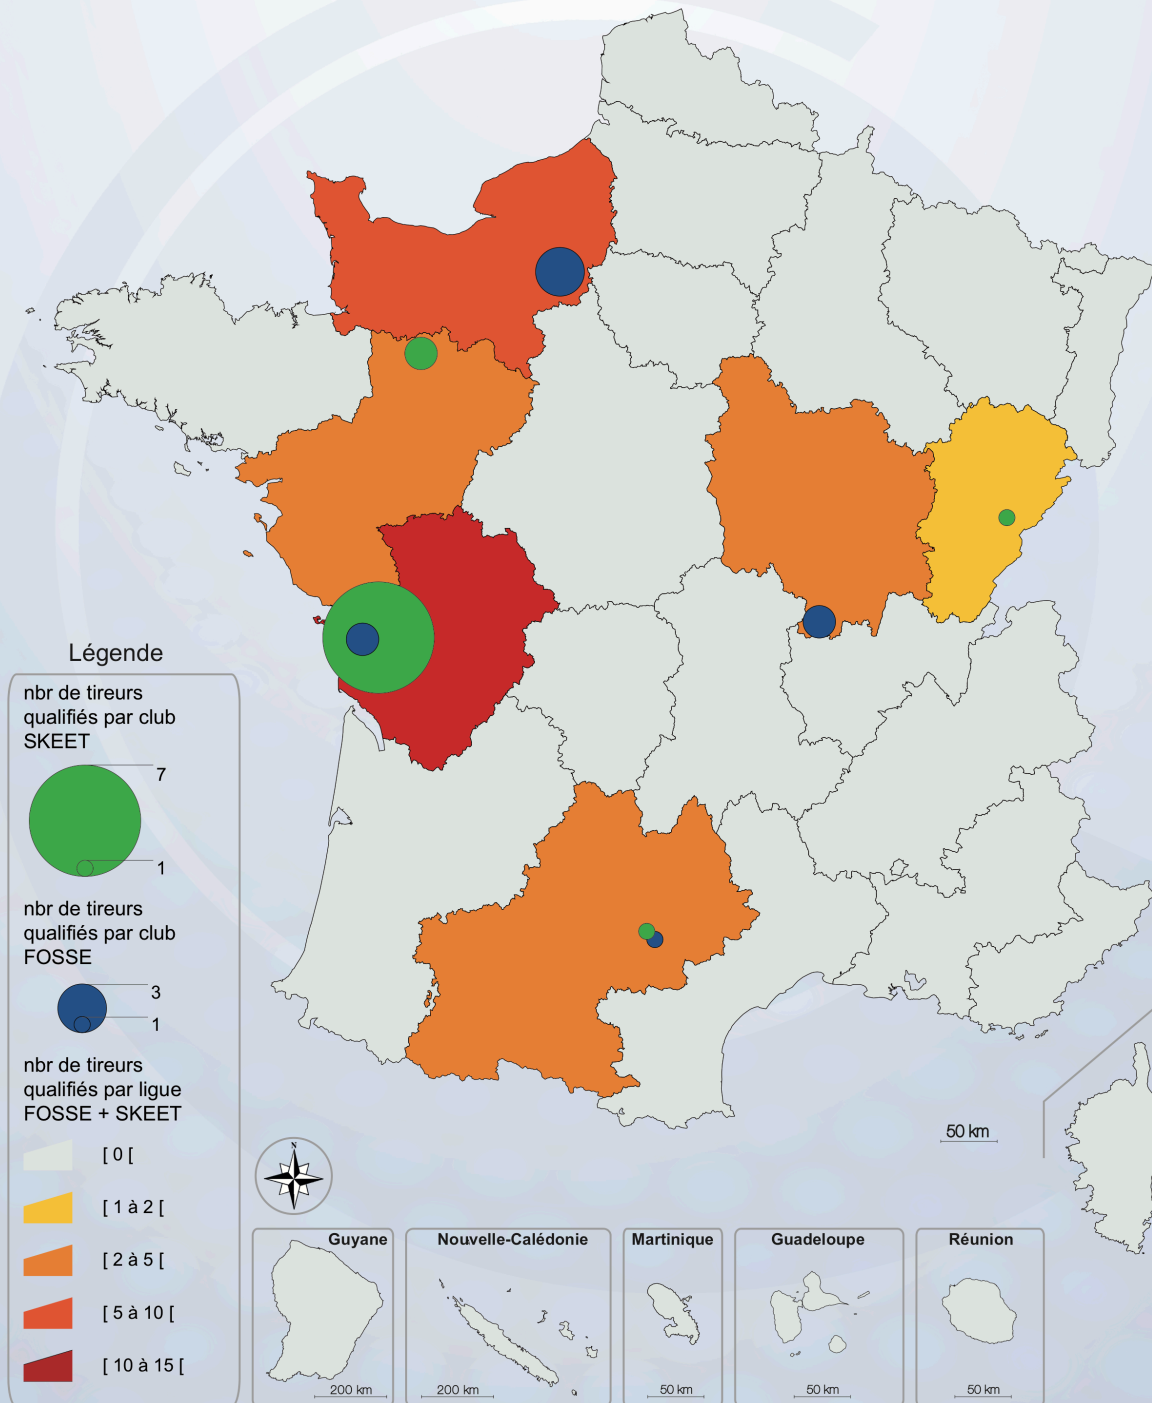 Légende
nbr de tireurs
qualifiés par club
SKEET
7
1
nbr de tireurs
qualifiés par club
FOSSE
3
1
nbr de tireurs
qualifiés par ligue
FOSSE + SKEET
[ 0 [
[ 1 à 2 [
[ 2 à 5 [
[ 5 à 10 [
[ 10 à 15 [
50 km
N
Guyane
200 km
Nouvelle-Calédonie
200 km
Martinique
50 km
Guadeloupe
50 km
Réunion
50 km